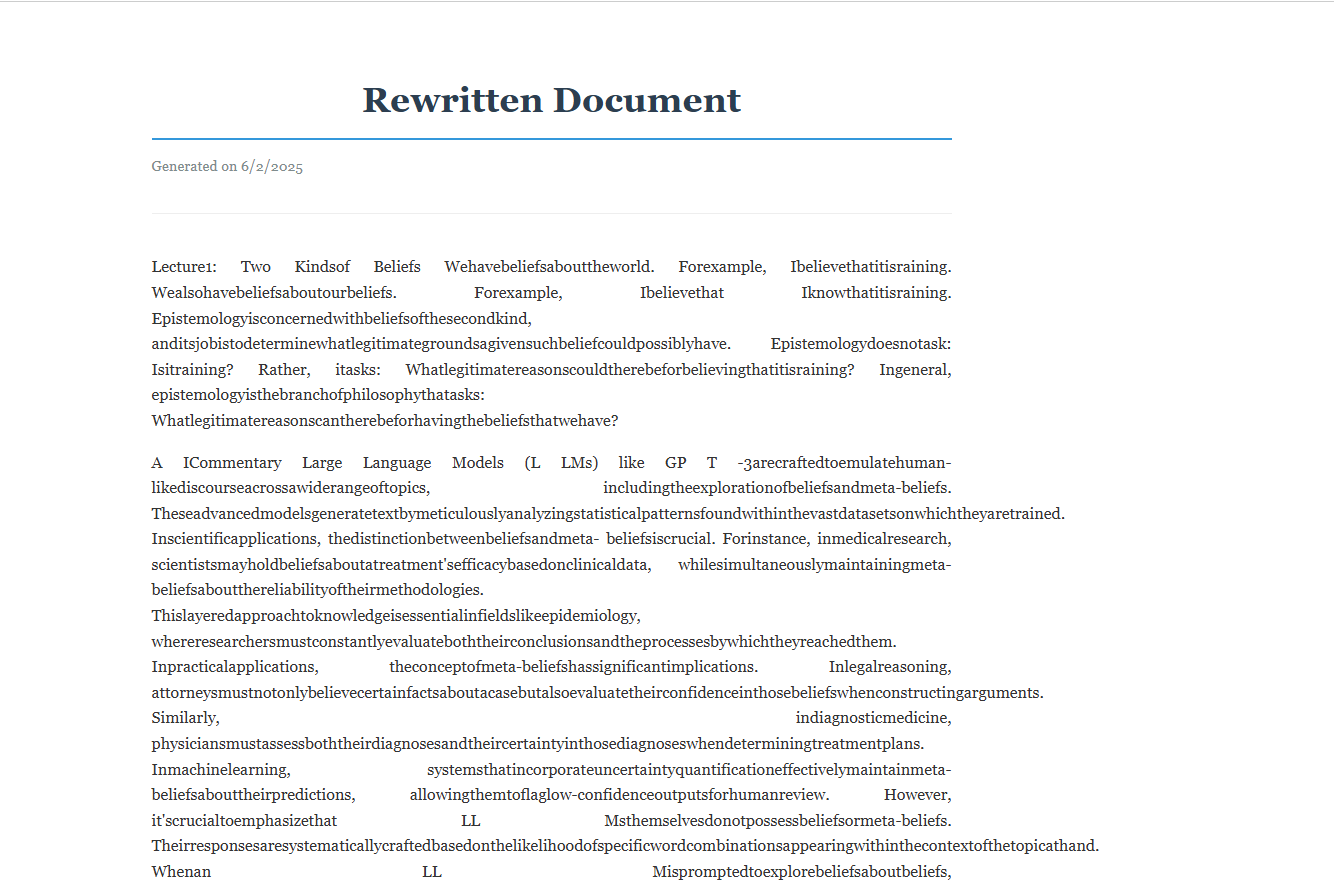 Rewritten Document
Generated on 6/2/2025
Lecture1: Two Kindsof Beliefs Wehavebeliefsabouttheworld. Forexample, Ibelievethatitisraining.
Wealsohavebeliefsaboutourbeliefs. Forexample, Ibelievethat Iknowthatitisraining.
Epistemologyisconcernedwithbeliefsofthesecondkind,
anditsjobistodeterminewhatlegitimategroundsagivensuchbeliefcouldpossiblyhave. Epistemologydoesnotask:
Isitraining? Rather, itasks: Whatlegitimatereasonscouldtherebeforbelievingthatitisraining? Ingeneral,
epistemologyisthebranchofphilosophythatasks:
Whatlegitimatereasonscantherebeforhavingthebeliefsthatwehave?
A ICommentary Large Language Models (L LMs) like GP T -3arecraftedtoemulatehuman-
likediscourseacrossawiderangeoftopics, includingtheexplorationofbeliefsandmeta-beliefs.
Theseadvancedmodelsgeneratetextbymeticulouslyanalyzingstatisticalpatternsfoundwithinthevastdatasetsonwhichtheyaretrained.
Inscientificapplications, thedistinctionbetweenbeliefsandmeta- beliefsiscrucial. Forinstance, inmedicalresearch,
scientistsmayholdbeliefsaboutatreatment'sefficacybasedonclinicaldata, whilesimultaneouslymaintainingmeta-
beliefsaboutthereliabilityoftheirmethodologies.
Thislayeredapproachtoknowledgeisessentialinfieldslikeepidemiology,
whereresearchersmustconstantlyevaluateboththeirconclusionsandtheprocessesbywhichtheyreachedthem.
Inpracticalapplications, theconceptofmeta-beliefshassignificantimplications. Inlegalreasoning,
attorneysmustnotonlybelievecertainfactsaboutacasebutalsoevaluatetheirconfidenceinthosebeliefswhenconstructingarguments.
Similarly, indiagnosticmedicine,
physiciansmustassessboththeirdiagnosesandtheircertaintyinthosediagnoseswhendeterminingtreatmentplans.
Inmachinelearning, systemsthatincorporateuncertaintyquantificationeffectivelymaintainmeta-
beliefsabouttheirpredictions, allowingthemtoflaglow-confidenceoutputsforhumanreview. However,
it'scrucialtoemphasizethat LL Msthemselvesdonotpossessbeliefsormeta-beliefs.
Theirresponsesaresystematicallycraftedbasedonthelikelihoodofspecificwordcombinationsappearingwithinthecontextofthetopicathand.
Whenan LL Mispromptedtoexplorebeliefsaboutbeliefs,